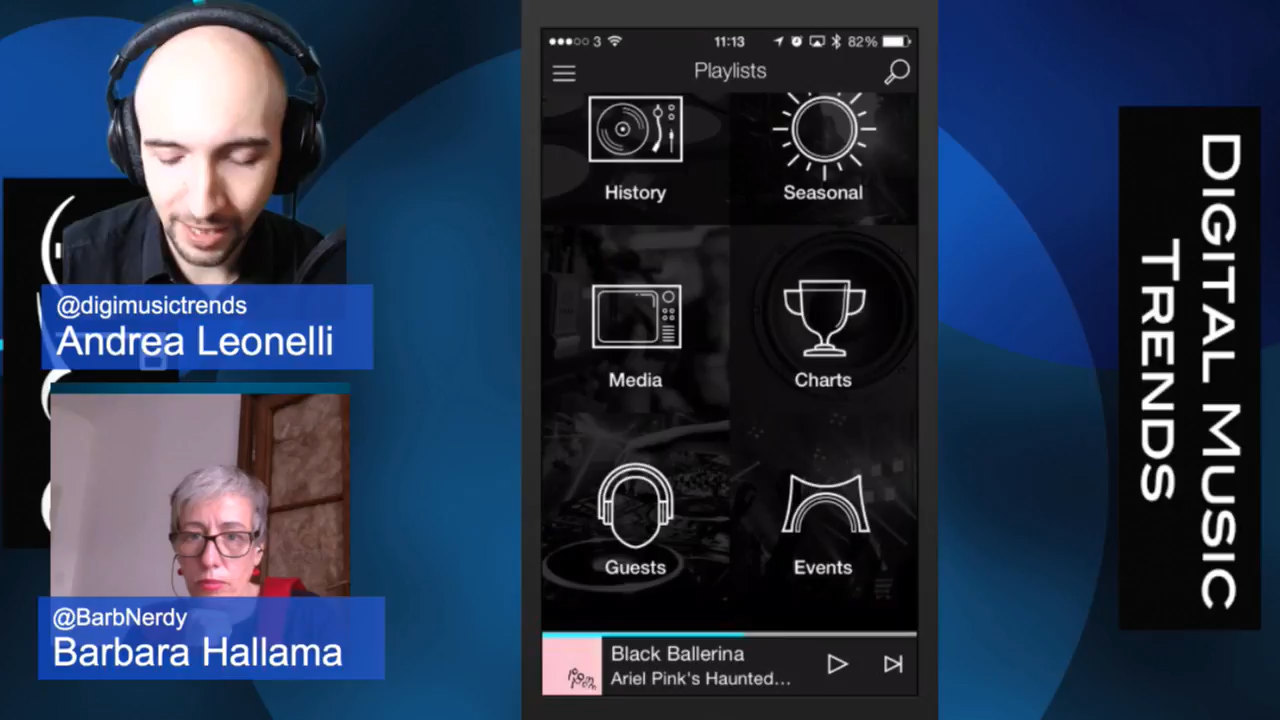 @digimusictrends
Andrea Leonelli
@BarbNerdy
Barbara Hallama
3
11:13
82%
Playlists
History
Seasonal
Media
Charts
Guests
Events
Black Ballerina
Ariel Pink's Haunted...
DIGITAL MUSIC
TRENDS